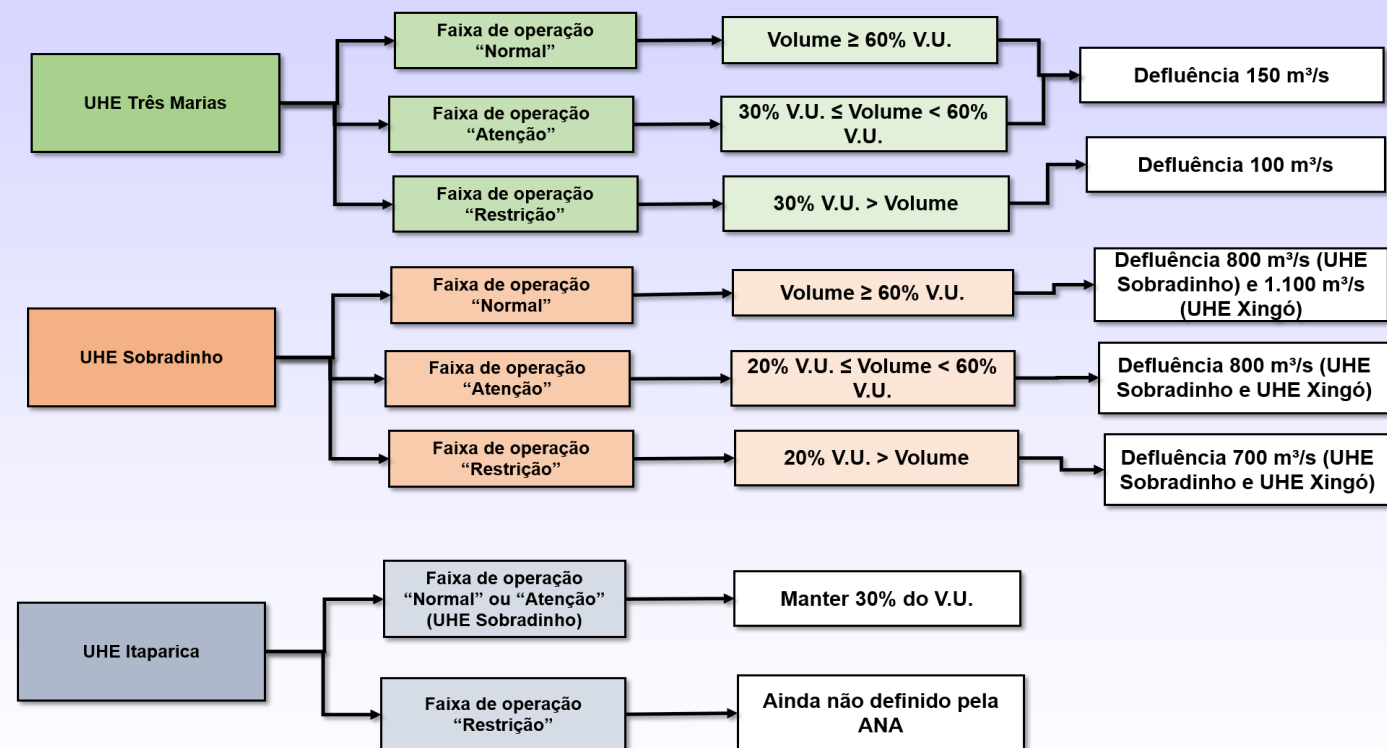 UHE Três Marias
Faixa de operação
“Normal”
Volume ≥ 60% V.U.
Defluência 150 m³/s
Faixa de operação
“Atenção”
30% V.U. ≤ Volume < 60%
V.U.
Faixa de operação
“Restrição”
30% V.U. > Volume
Defluência 100 m³/s
UHE Sobradinho
Faixa de operação
“Normal”
Volume ≥ 60% V.U.
Defluência 800 m³/s (UHE
Sobradinho) e 1.100 m³/s
(UHE Xingó)
Faixa de operação
“Atenção”
20% V.U. ≤ Volume < 60%
V.U.
Defluência 800 m³/s (UHE
Sobradinho e UHE Xingó)
Faixa de operação
“Restrição”
20% V.U. > Volume
Defluência 700 m³/s (UHE
Sobradinho e UHE Xingó)
UHE Itaparica
Faixa de operação
“Normal” ou “Atenção”
(UHE Sobradinho)
Manter 30% do V.U.
Faixa de operação
“Restrição”
Ainda não definido pela
ANA